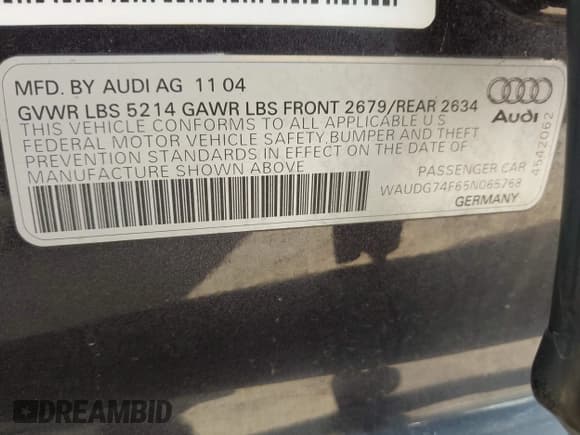 MFD. BY AUDI AG 11 04
GVWR LBS 5214 GAWR LBS FRONT 2679/REAR 2634
THIS VEHICLE CONFORMS TO ALL APPLICABLE U S
FEDERAL MOTOR VEHICLE SAFETY, BUMPER AND THEFT
PREVENTION STANDARDS IN EFFECT ON THE DATE OF
MANUFACTURE SHOWN ABOVE
Audi
4542062
PASSENGER CAR
WAUDG74F65N065768
GERMANY
DREAMBID